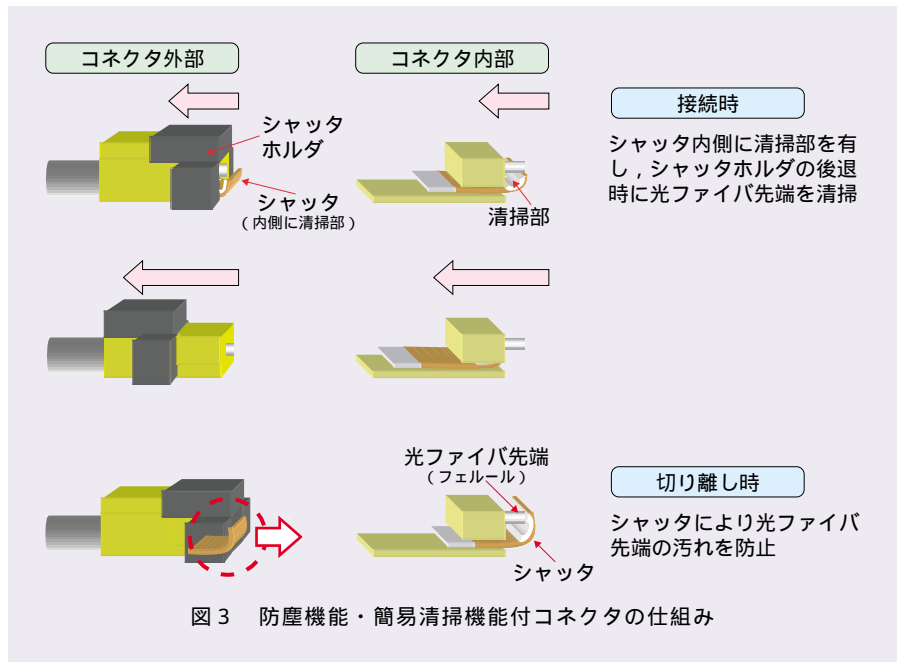 コネクタ外部
コネクタ内部
接続時
シャッタ
ホルダ
シャッタ
(内側に清掃部)
清掃部
シャッタ内側に清掃部を有
し,シャッタホルダの後退
時に光ファイバ先端を清掃
光ファイバ先端
(フェルール)
シャッタ
切り離し時
シャッタにより光ファイバ
先端の汚れを防止
図3 防塵機能・簡易清掃機能付コネクタの仕組み